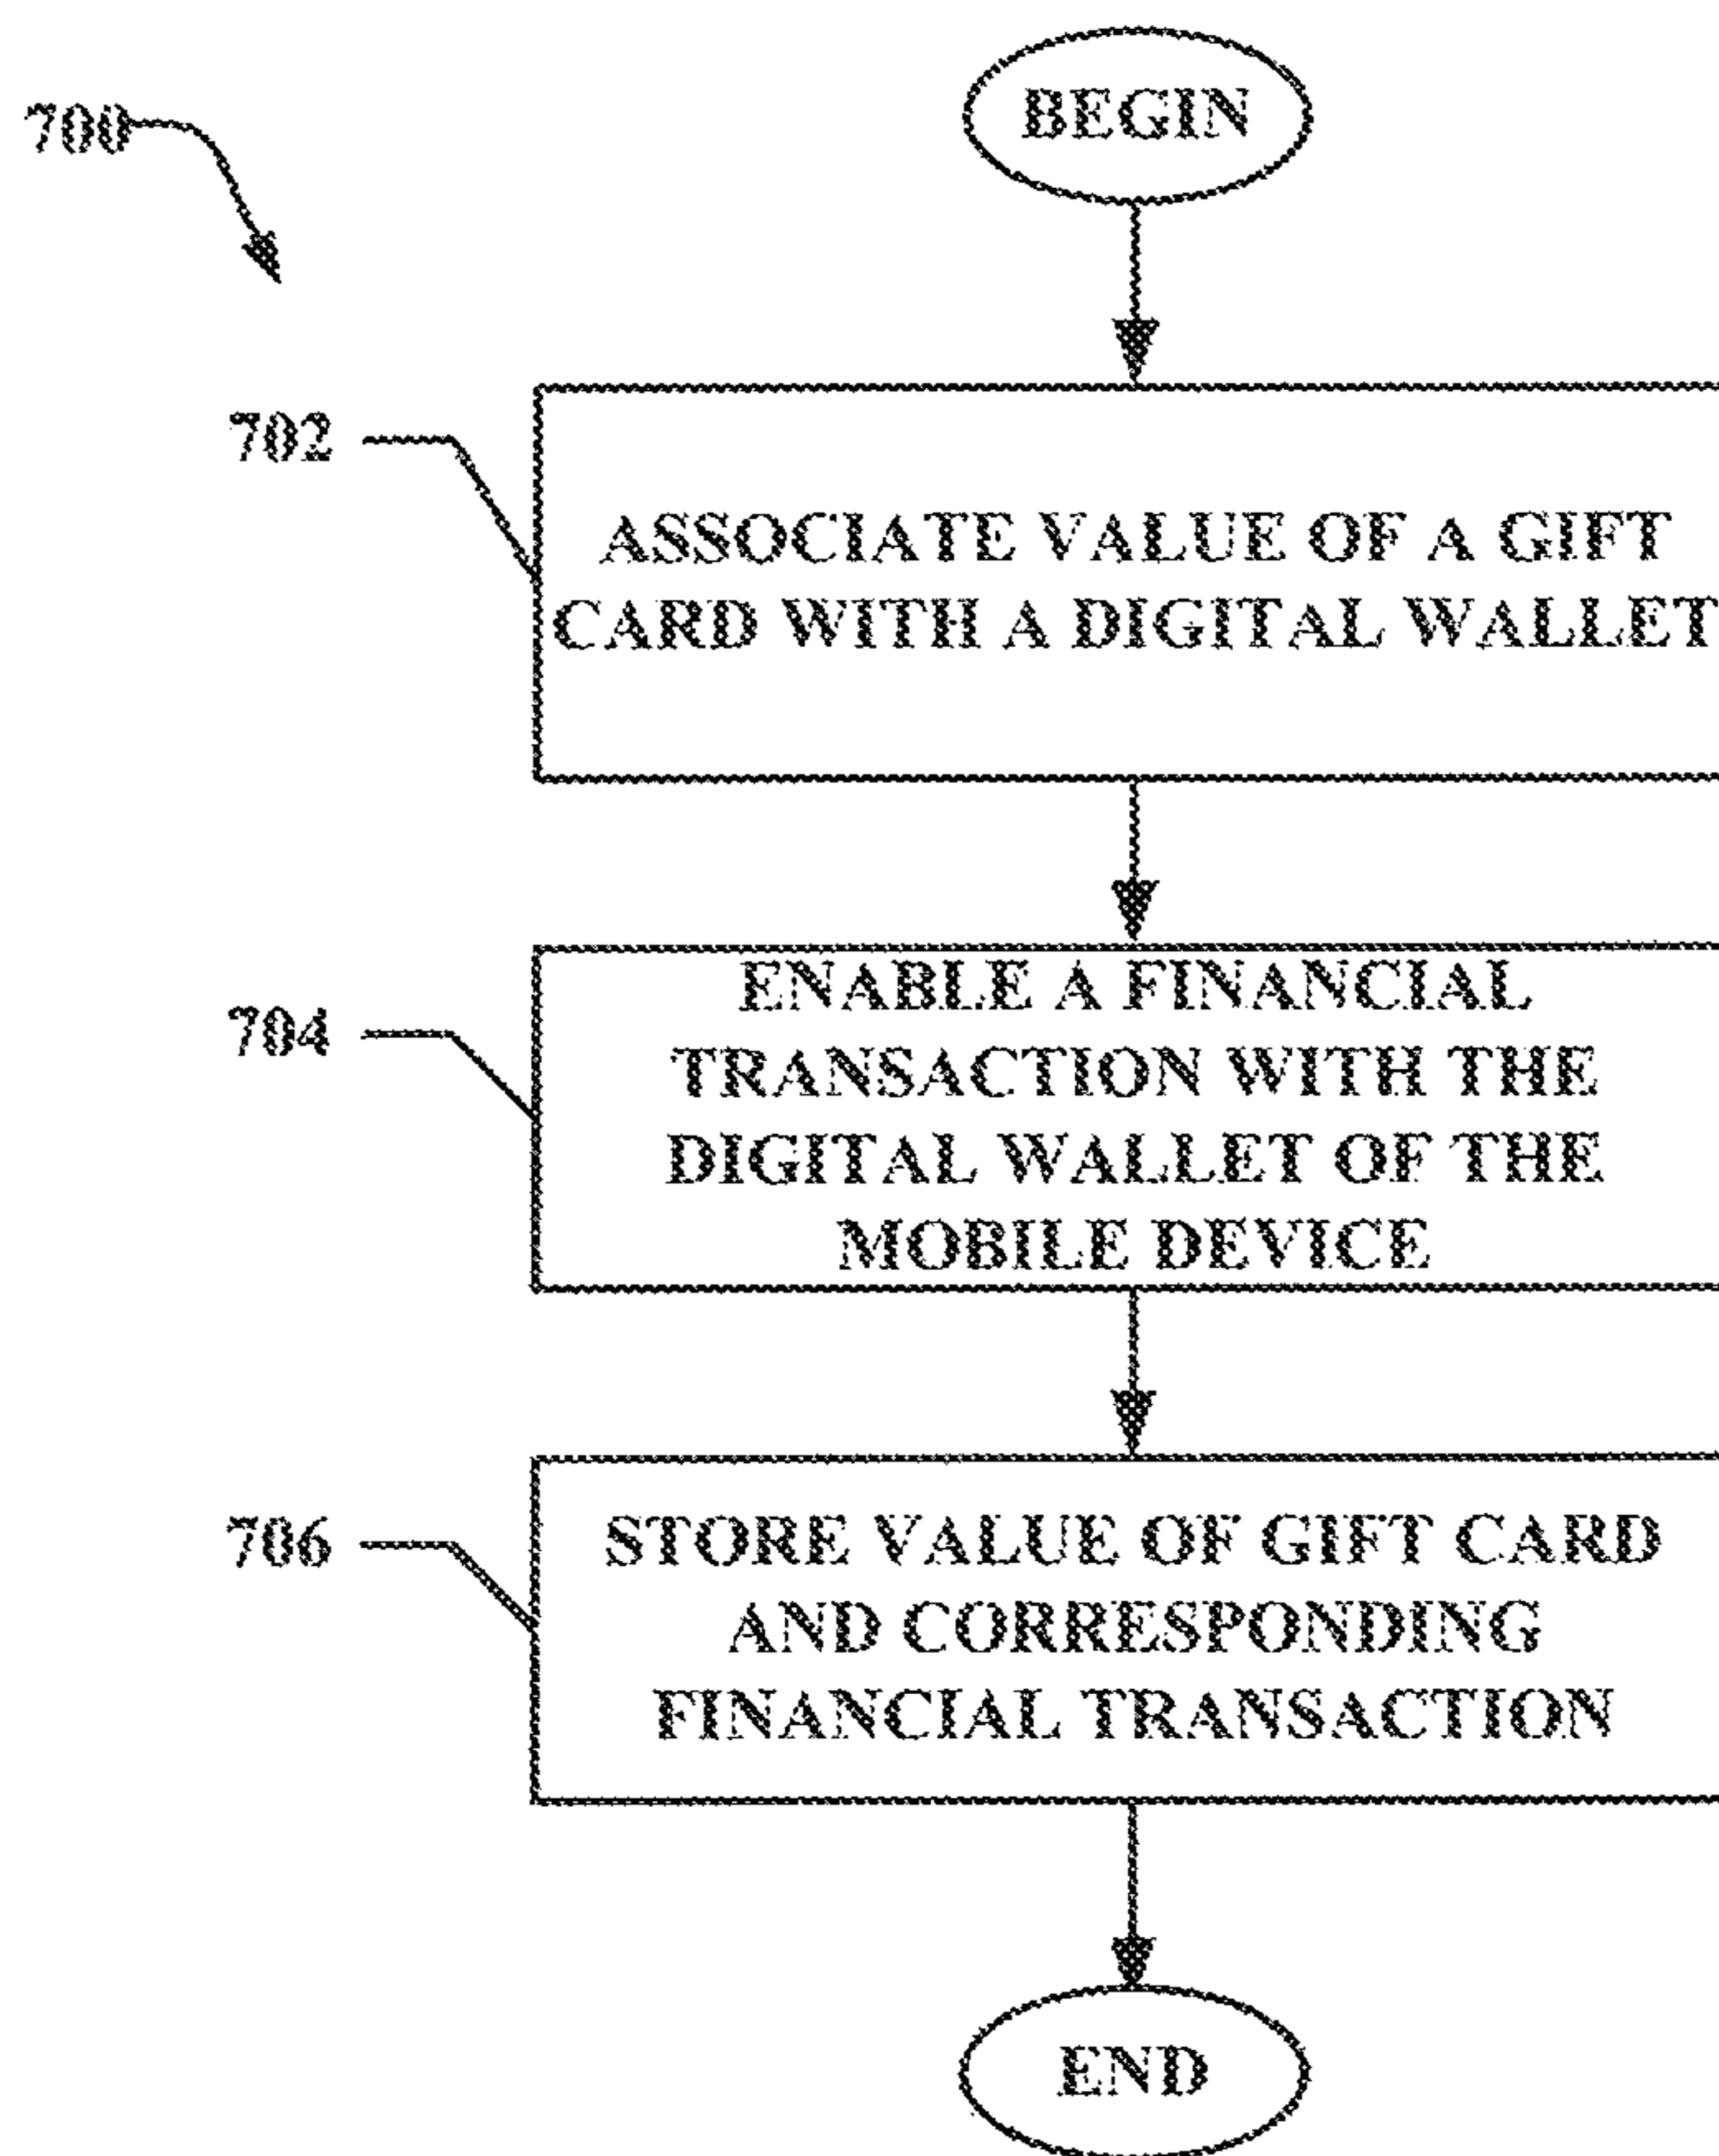 700
BEGIN
702
ASSOCIATE VALUE OF A GIFT
CARD WITH A DIGITAL WALLET
704
ENABLE A FINANCIAL
TRANSACTION WITH THE
DIGITAL WALLET OF THE
MOBILE DEVICE
706
STORE VALUE OF GIFT CARD
AND CORRESPONDING
FINANCIAL TRANSACTION
END